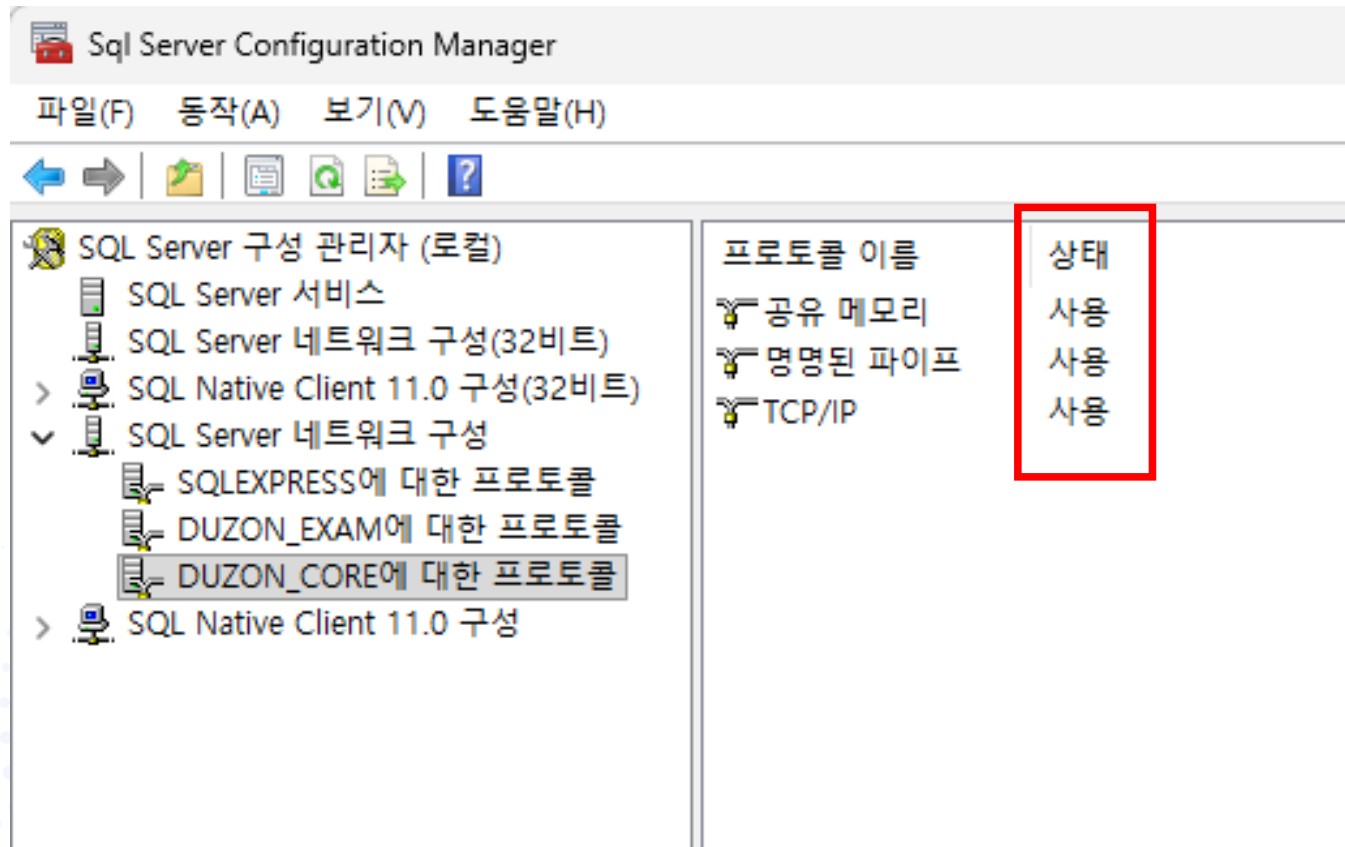 Sql Server Configuration Manager
파일(F) 동작(A) 보기(V) 도움말(H)
SQL Server 구성 관리자 (로컬)
SQL Server 서비스
SQL Server 네트워크 구성(32비트)
SQL Native Client 11.0 구성(32비트)
SQL Server 네트워크 구성
SQLEXPRESS에 대한 프로토콜
DUZON_EXAM에 대한 프로토콜
DUZON_CORE에 대한 프로토콜
SQL Native Client 11.0 구성
프로토콜 이름 상태
공유 메모리 사용
명명된 파이프 사용
TCP/IP 사용